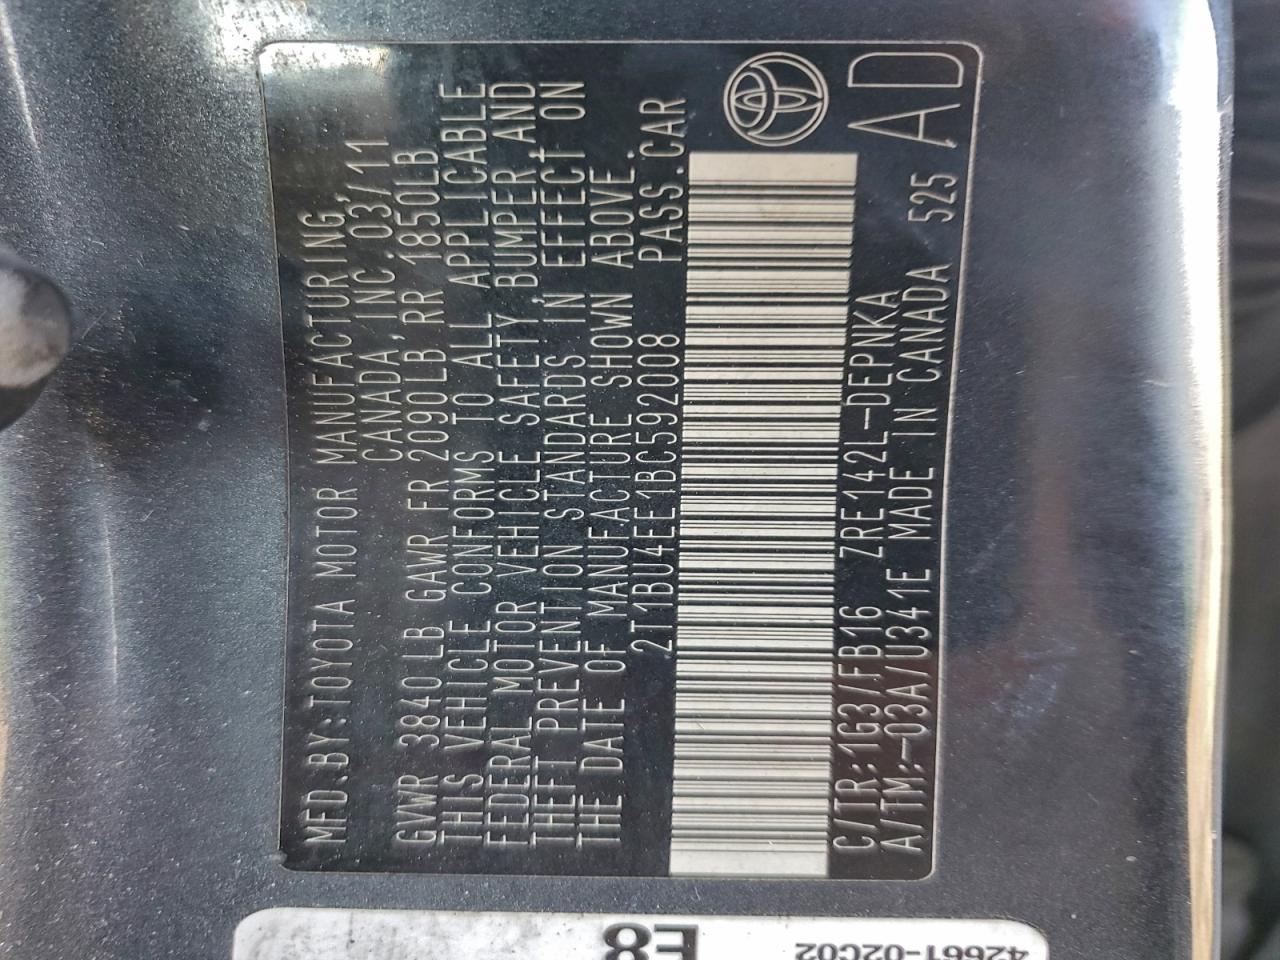 MFD.BY:TOYOTA MOTOR MANUFACTURING,
CANADA, INC. 03/11
GVWR 3840LB GAWR FR 2090LB RR 1850LB
THIS VEHICLE CONFORMS TO ALL APPLICABLE
FEDERAL MOTOR VEHICLE SAFETY, BUMPER, AND
THEFT PREVENTION STANDARDS IN EFFECT ON
THE DATE OF MANUFACTURE SHOWN ABOVE.
2T1BU4EE1BC592008 PASS.CAR
C/TR:1G3/FB16 ZRE142L-DEPNKA
A/TM:-03A/U341E MADE IN CANADA 525
AD
42661-02C02
E8